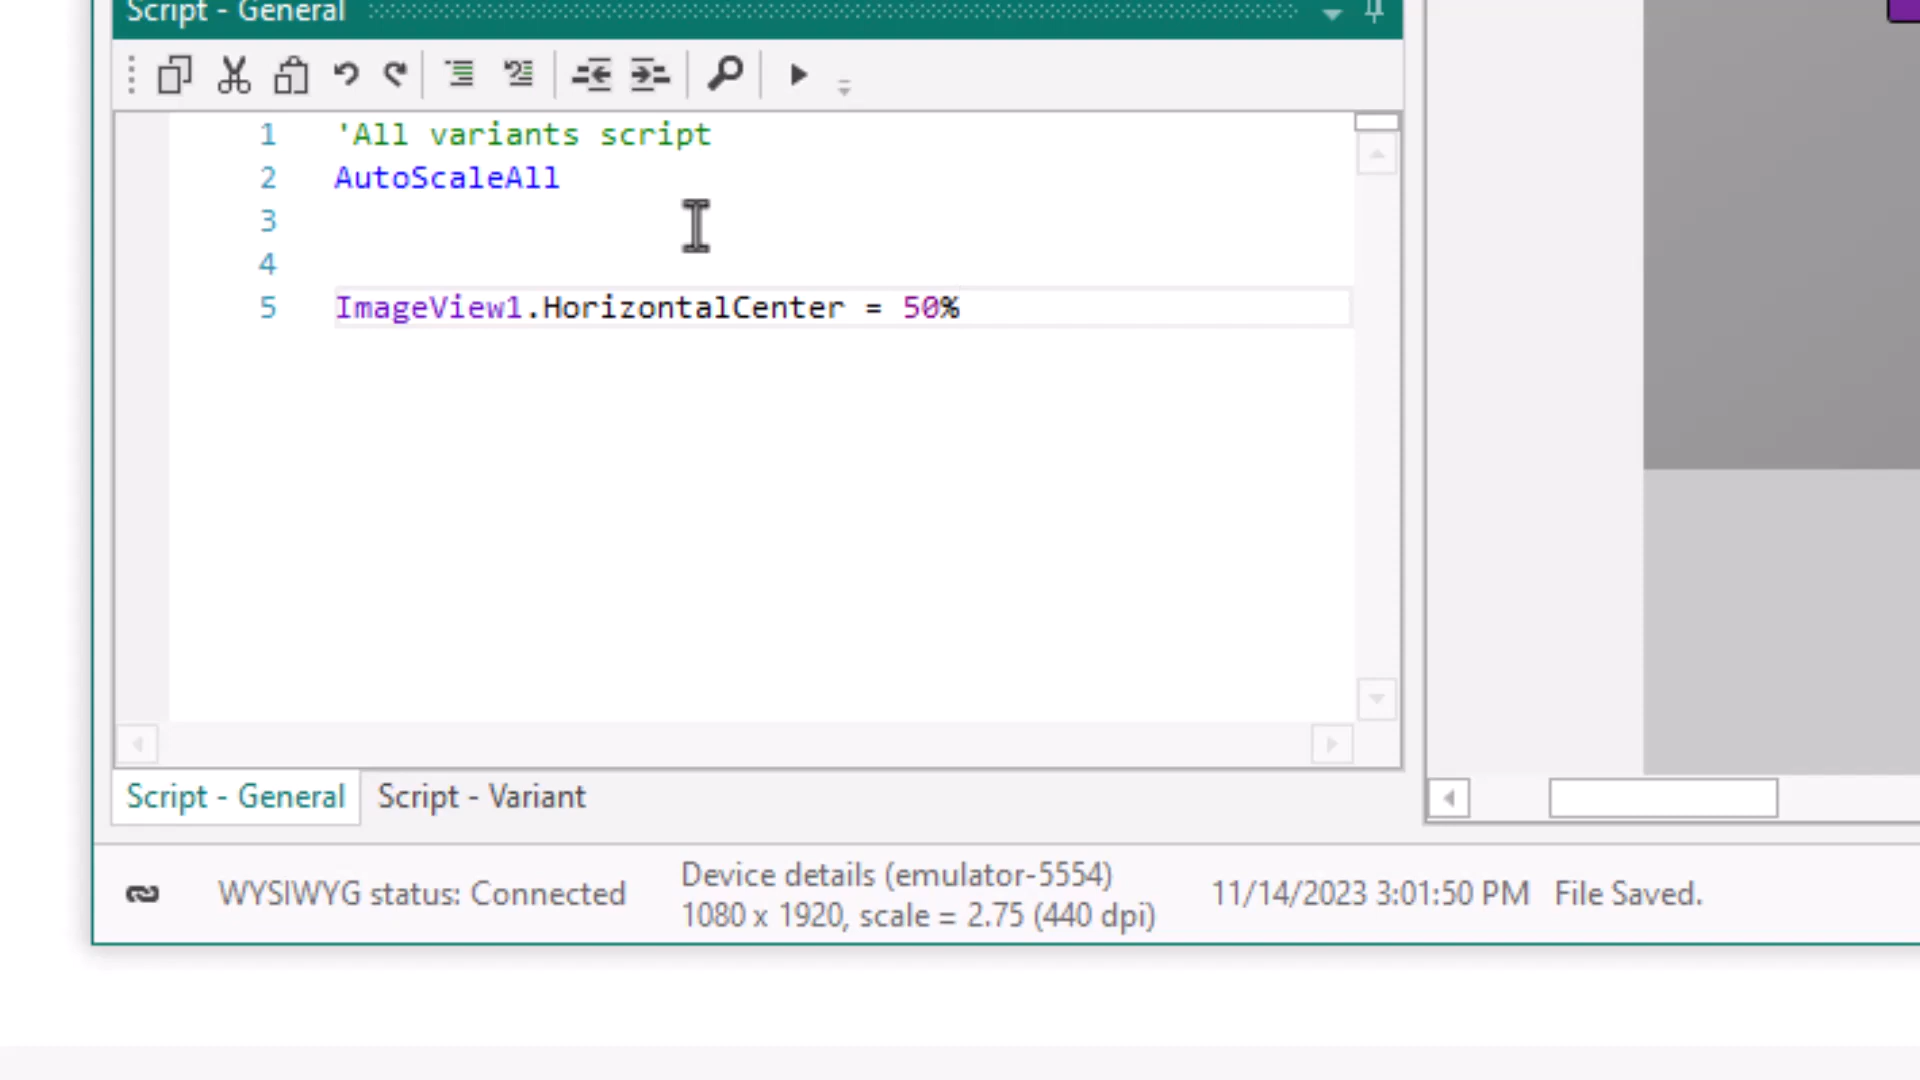 Script - General
1 'All variants script
2 AutoScaleAll
3
4
5 ImageView1.HorizontalCenter = 50%
Script - General Script - Variant
WYSIWYG status: Connected
Device details (emulator-5554)
1080 x 1920, scale = 2.75 (440 dpi)
11/14/2023 3:01:50 PM File Saved.